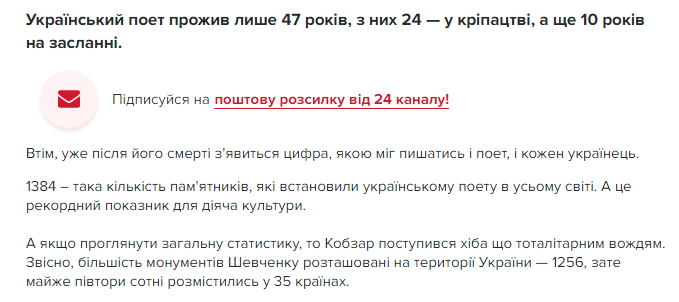 Український поет прожив лише 47 років, з них 24 — у кріпацтві, а ще 10 років
на засланні.
Підписуйся на поштову розсилку від 24 каналу!
Втім, уже після його смерті з'явиться цифра, якою міг пишатись і поет, і кожен українець.
1384 – така кількість пам'ятників, які встановили українському поету в усьому світі. А це
рекордний показник для діяча культури.
А якщо проглянути загальну статистику, то Кобзар поступився хіба що тоталітарним вождям.
Звісно, більшість монументів Шевченку розташовані на території України — 1256, зате
майже півтори сотні розмістились у 35 країнах.